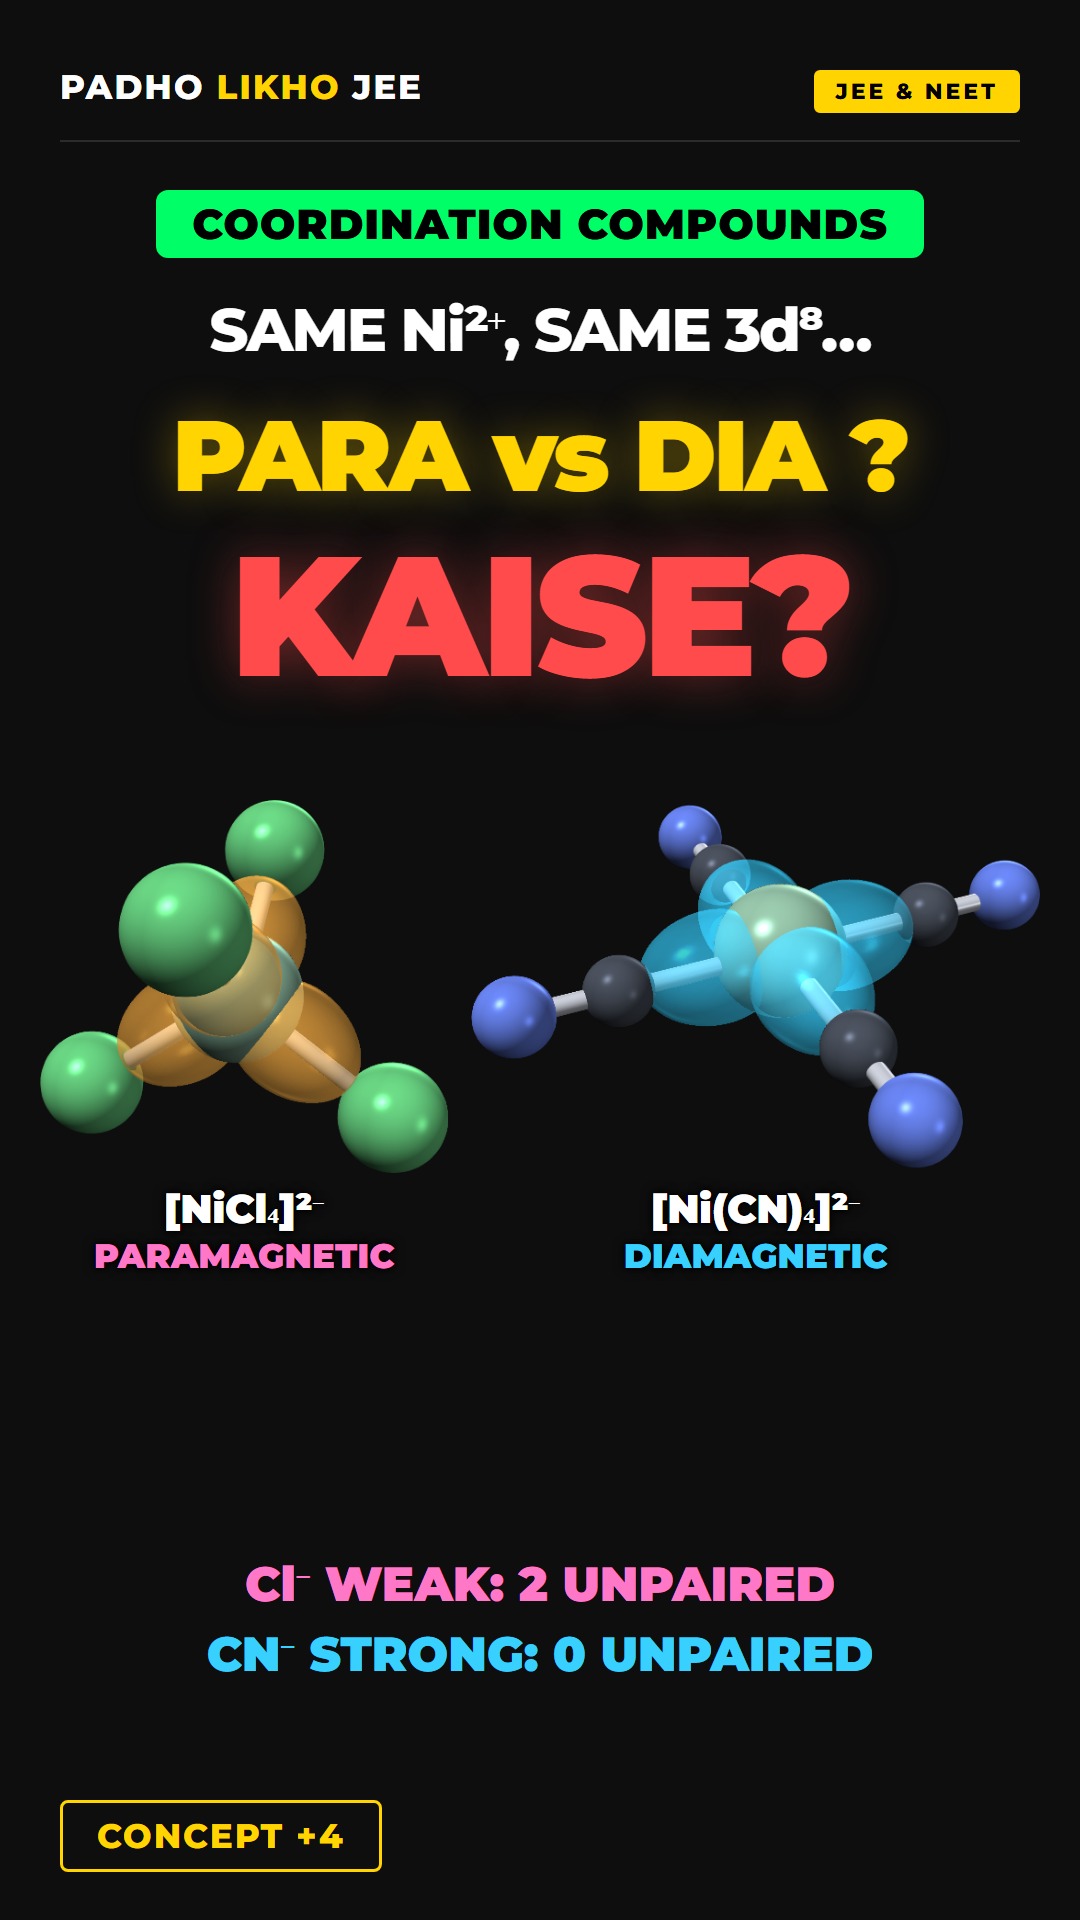 PADHO LIKHO JEE
JEE & NEET
COORDINATION COMPOUNDS
SAME Ni²⁺, SAME 3d⁸...
PARA vs DIA ?
KAISE?
[NiCl₄]²⁻
PARAMAGNETIC
[Ni(CN)₄]²⁻
DIAMAGNETIC
Cl⁻ WEAK: 2 UNPAIRED
CN⁻ STRONG: 0 UNPAIRED
CONCEPT +4